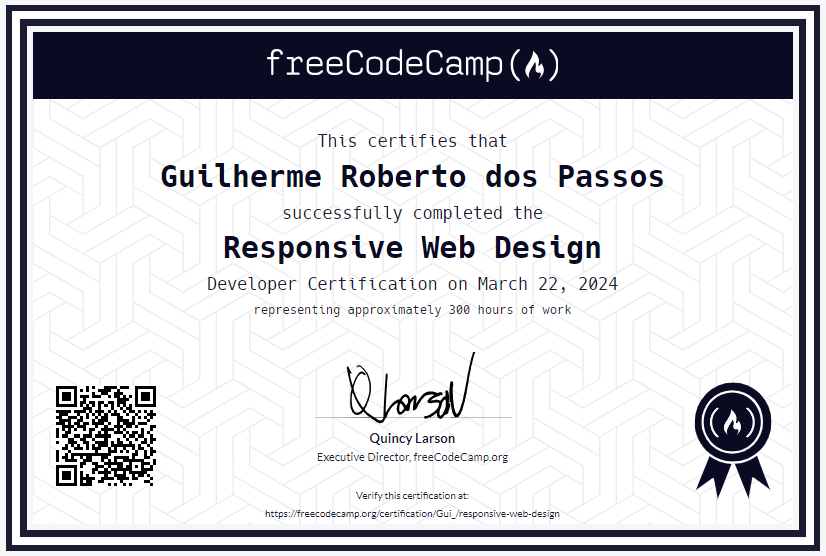 freeCodeCamp
This certifies that
Guilherme Roberto dos Passos
successfully completed the
Responsive Web Design
Developer Certification on March 22, 2024
representing approximately 300 hours of work
Q Larson
Quincy Larson
Executive Director, freeCodeCamp.org
Verify this certification at:
https://freecodecamp.org/certification/Gui_/responsive-web-design